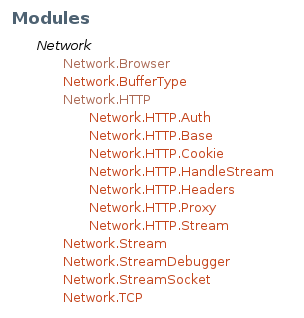 Modules
Network
Network.Browser
Network.BufferType
Network.HTTP
Network.HTTP.Auth
Network.HTTP.Base
Network.HTTP.Cookie
Network.HTTP.HandleStream
Network.HTTP.Headers
Network.HTTP.Proxy
Network.HTTP.Stream
Network.Stream
Network.StreamDebugger
Network.StreamSocket
Network.TCP